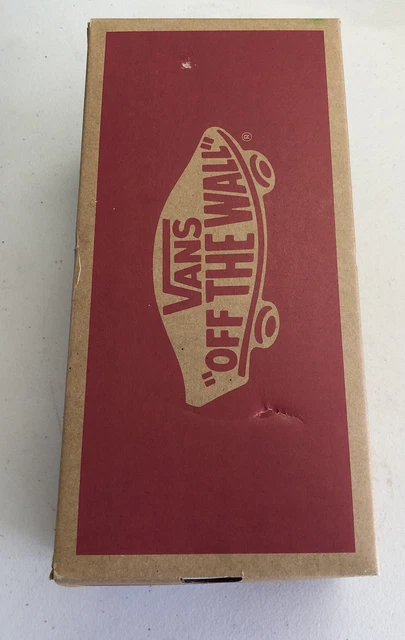 VANS
"OFF THE WALL"
®